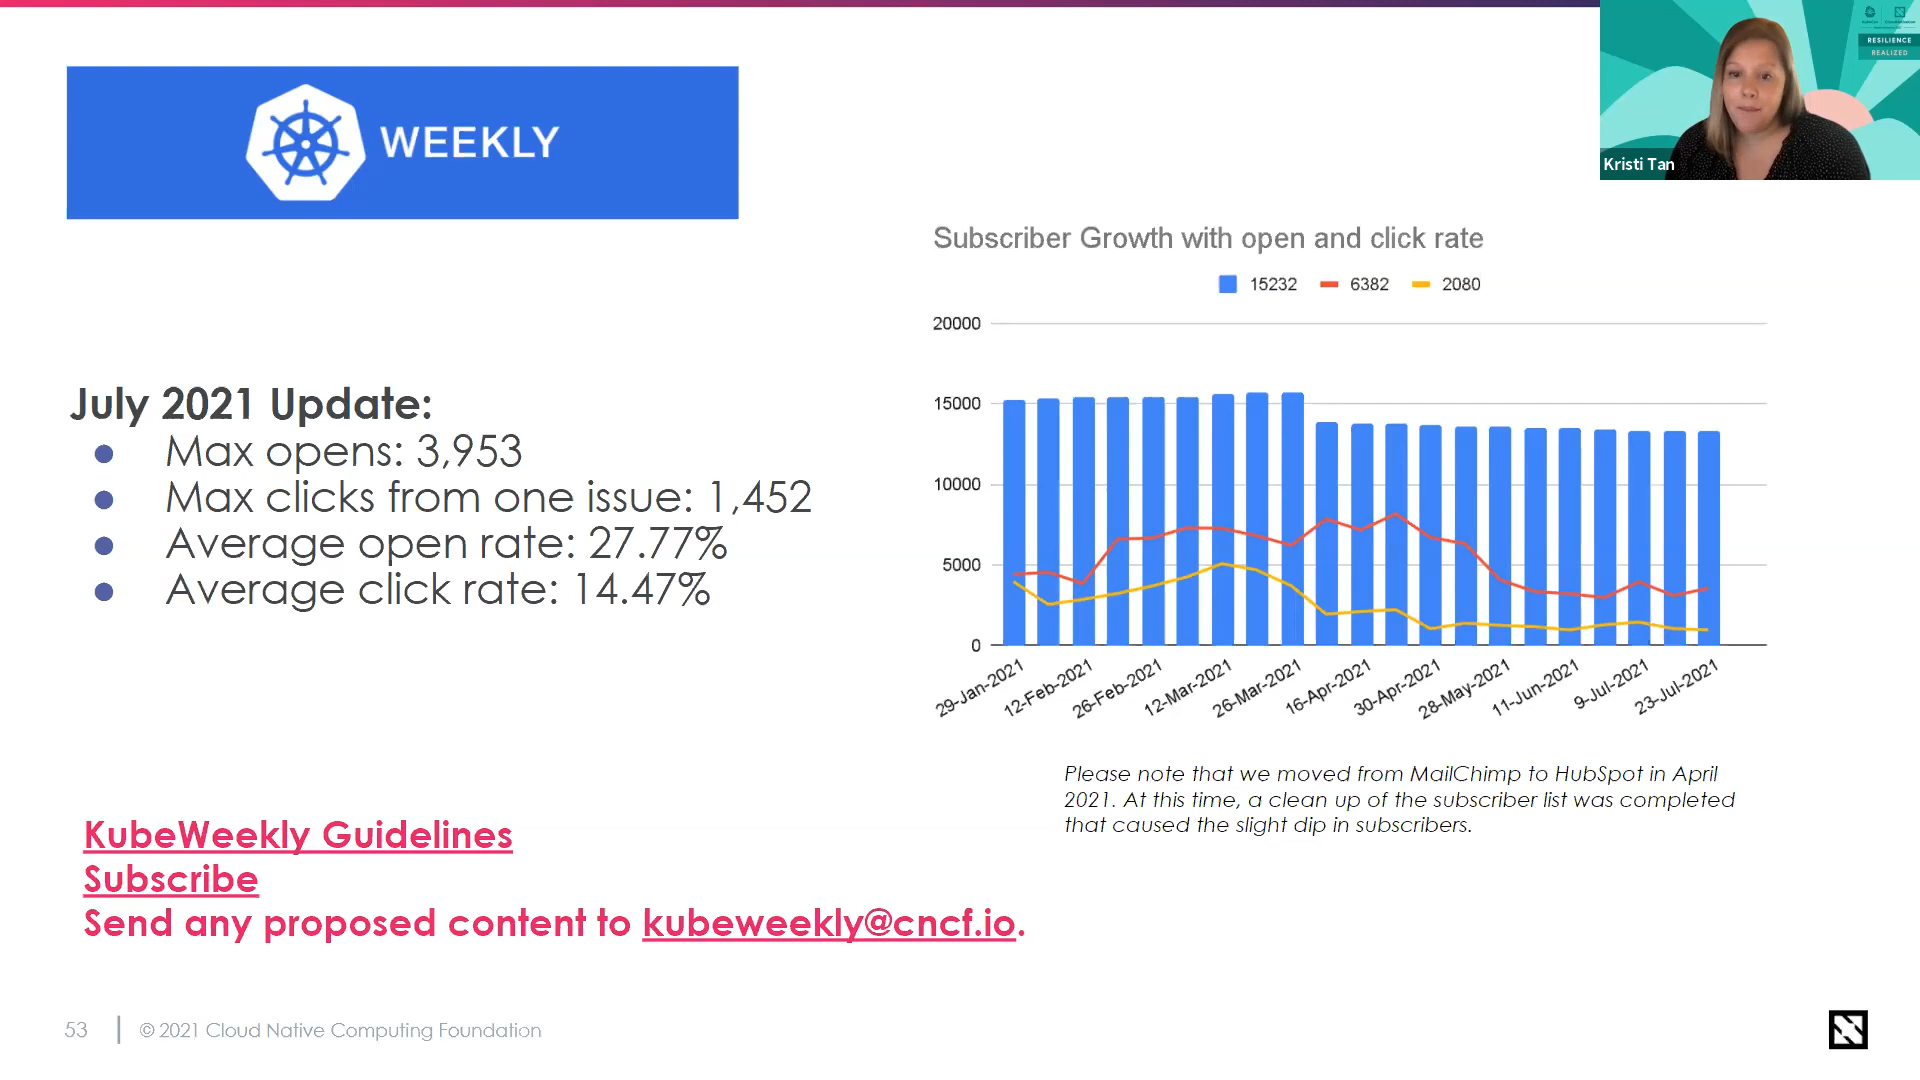 WEEKLY
RESILIENCE
REALIZED
Kristi Tan
Subscriber Growth with open and click rate
15232 6382 2080
20000
15000
10000
5000
0
29-Jan-2021 12-Feb-2021 26-Feb-2021 12-Mar-2021 26-Mar-2021 16-Apr-2021 30-Apr-2021 28-May-2021 11-Jun-2021 9-Jul-2021 23-Jul-2021
July 2021 Update:
● Max opens: 3,953
● Max clicks from one issue: 1,452
● Average open rate: 27.77%
● Average click rate: 14.47%
Please note that we moved from MailChimp to HubSpot in April
2021. At this time, a clean up of the subscriber list was completed
that caused the slight dip in subscribers.
KubeWeekly Guidelines
Subscribe
Send any proposed content to kubeweekly@cncf.io.
53 | © 2021 Cloud Native Computing Foundation